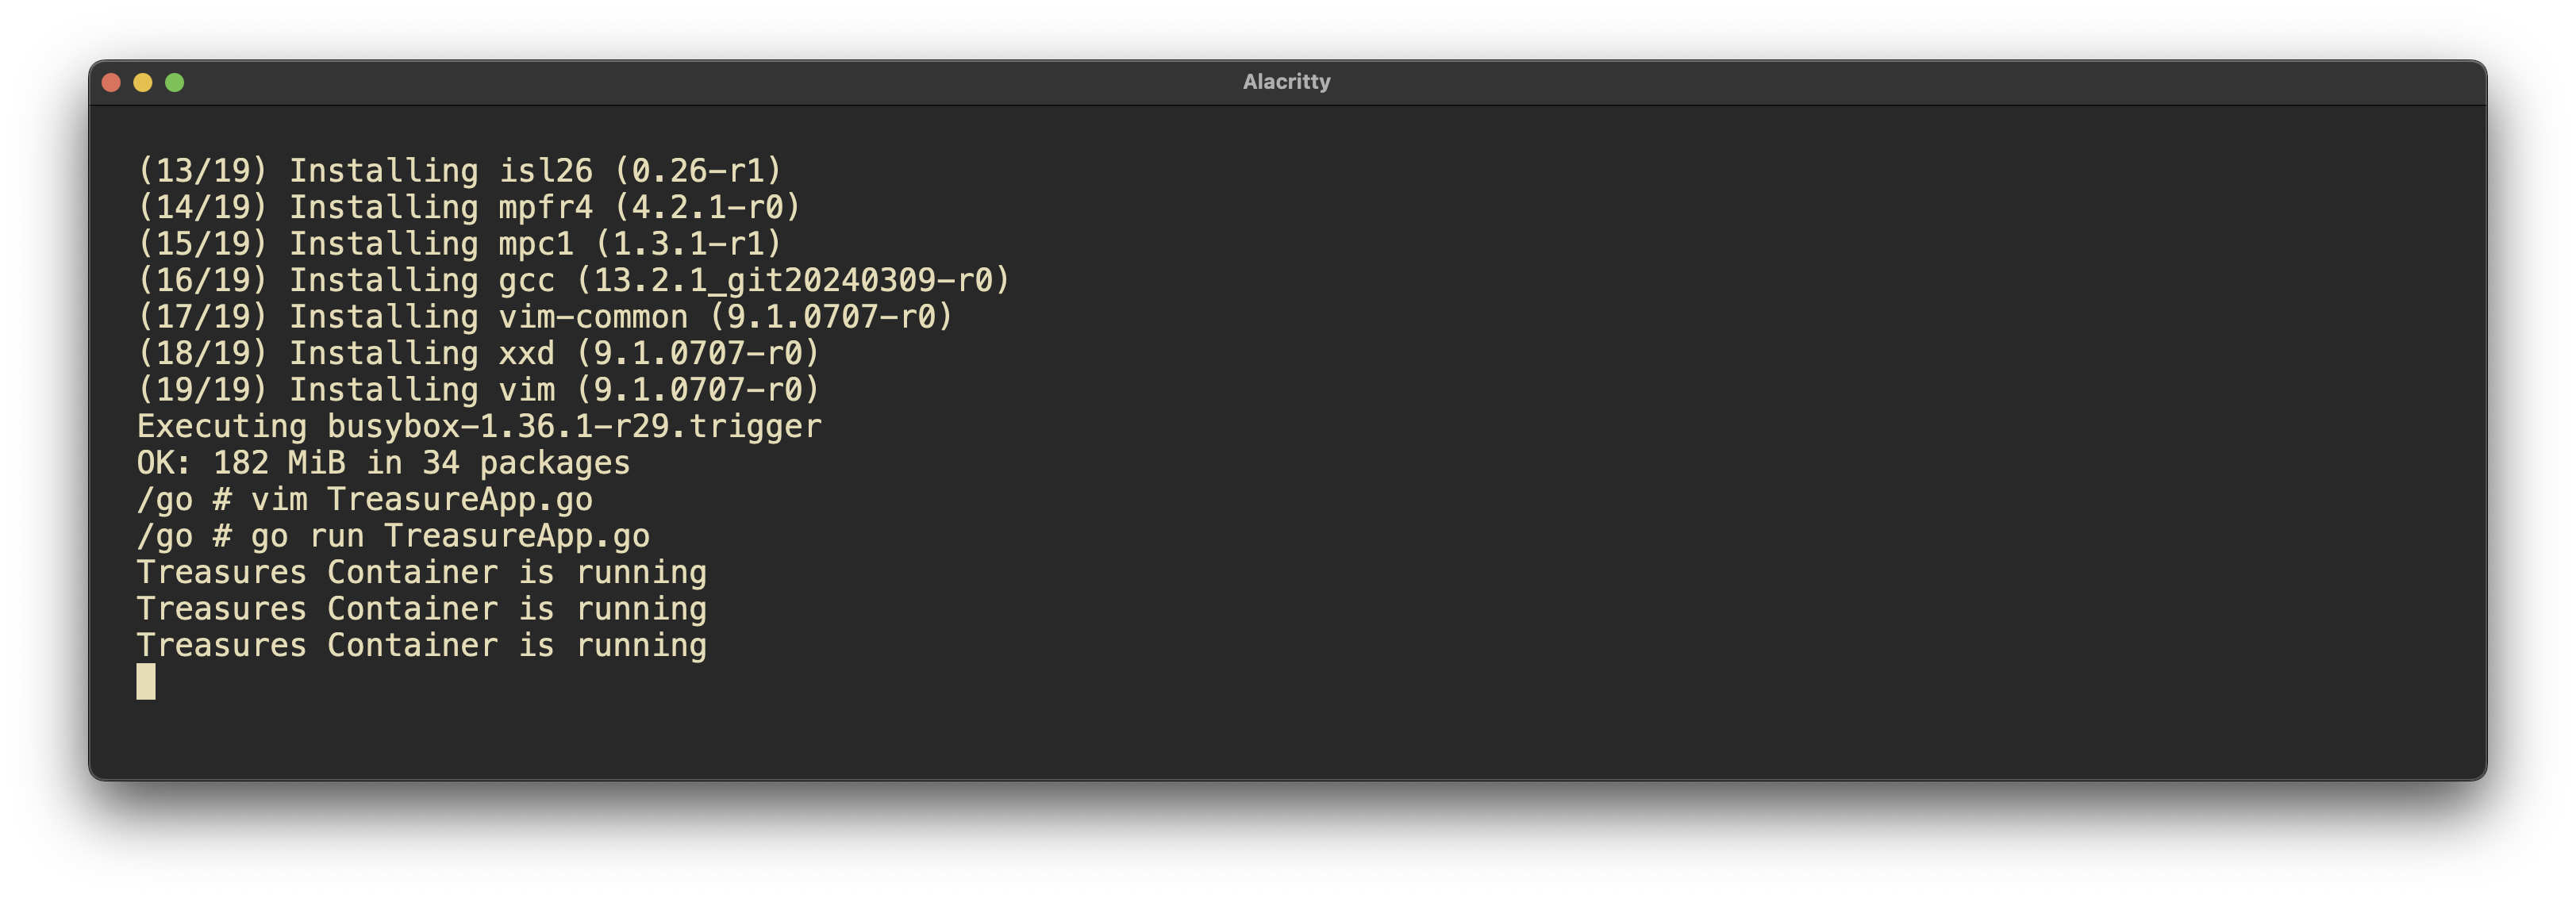 Alacritty
(13/19) Installing isl26 (0.26-r1)
(14/19) Installing mpfr4 (4.2.1-r0)
(15/19) Installing mpc1 (1.3.1-r1)
(16/19) Installing gcc (13.2.1_git20240309-r0)
(17/19) Installing vim-common (9.1.0707-r0)
(18/19) Installing xxd (9.1.0707-r0)
(19/19) Installing vim (9.1.0707-r0)
Executing busybox-1.36.1-r29.trigger
OK: 182 MiB in 34 packages
/go # vim TreasureApp.go
/go # go run TreasureApp.go
Treasures Container is running
Treasures Container is running
Treasures Container is running